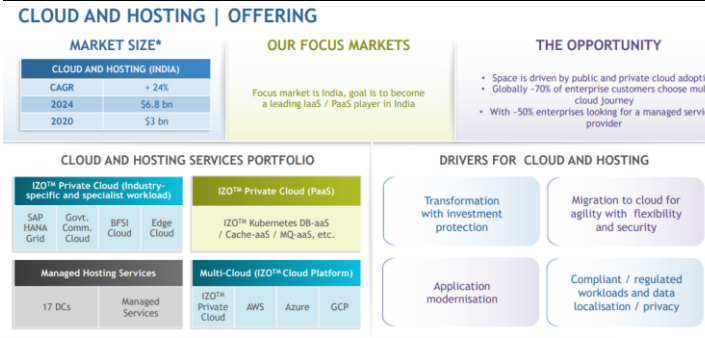 CLOUD AND HOSTING | OFFERING
MARKET SIZE*
CLOUD AND HOSTING (INDIA)
CAGR + 24%
2024 $6.8 bn
2020 $3 bn
OUR FOCUS MARKETS
Focus market is India, goal is to become
a leading IaaS / PaaS player in India
THE OPPORTUNITY
• Space is driven by public and private cloud adopti
• Globally ~70% of enterprise customers choose mul
cloud journey
• With ~50% enterprises looking for a managed servic
provider
CLOUD AND HOSTING SERVICES PORTFOLIO
IZO™ Private Cloud (Industry-
specific and specialist workload)
SAP
HANA
Grid
Govt.
Comm.
Cloud
BFSI
Cloud
Edge
Cloud
IZO™ Private Cloud (PaaS)
IZO™ Kubernetes DB-aaS
/ Cache-aaS / MQ-aaS, etc.
Managed Hosting Services
17 DCs
Managed
Services
Multi-Cloud (IZO™ Cloud Platform)
IZO™
Private
Cloud
AWS
Azure
GCP
DRIVERS FOR CLOUD AND HOSTING
Transformation
with investment
protection
Migration to cloud for
agility with flexibility
and security
Application
modernisation
Compliant / regulated
workloads and data
localisation / privacy